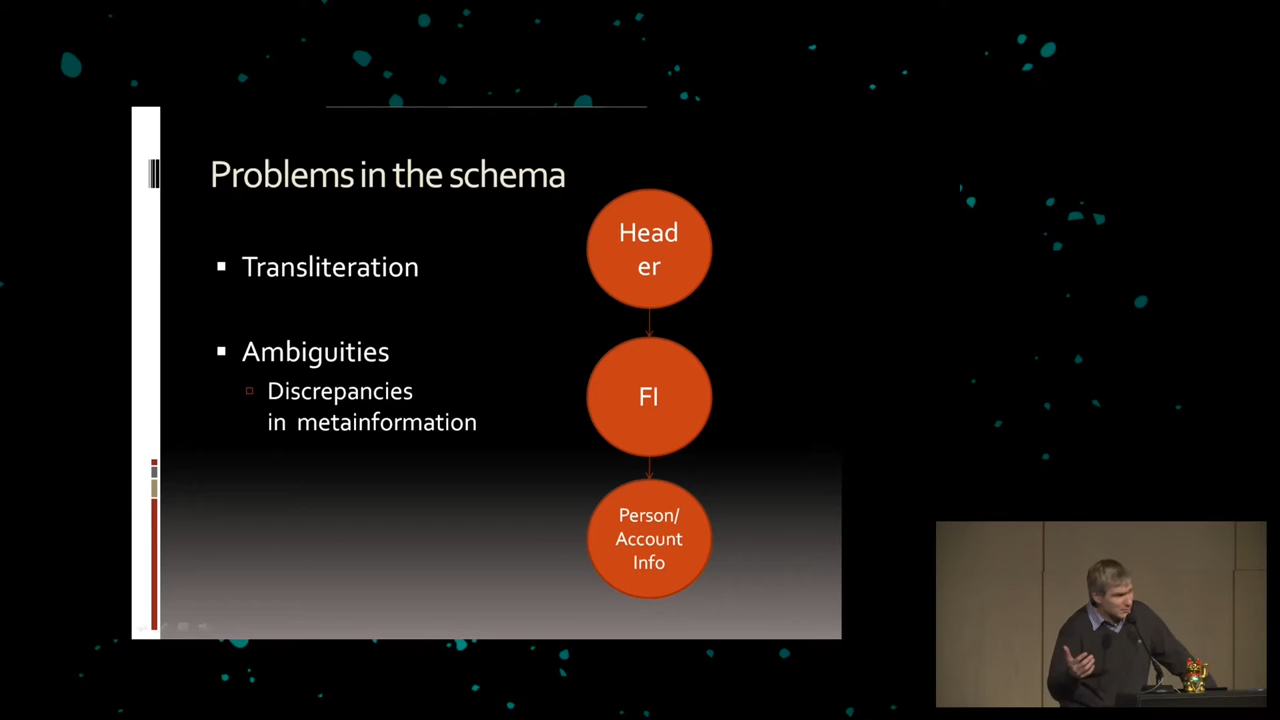 Problems in the schema
Transliteration
Ambiguities
Discrepancies
in metainformation
Head
er
FI
Person/
Account
Info